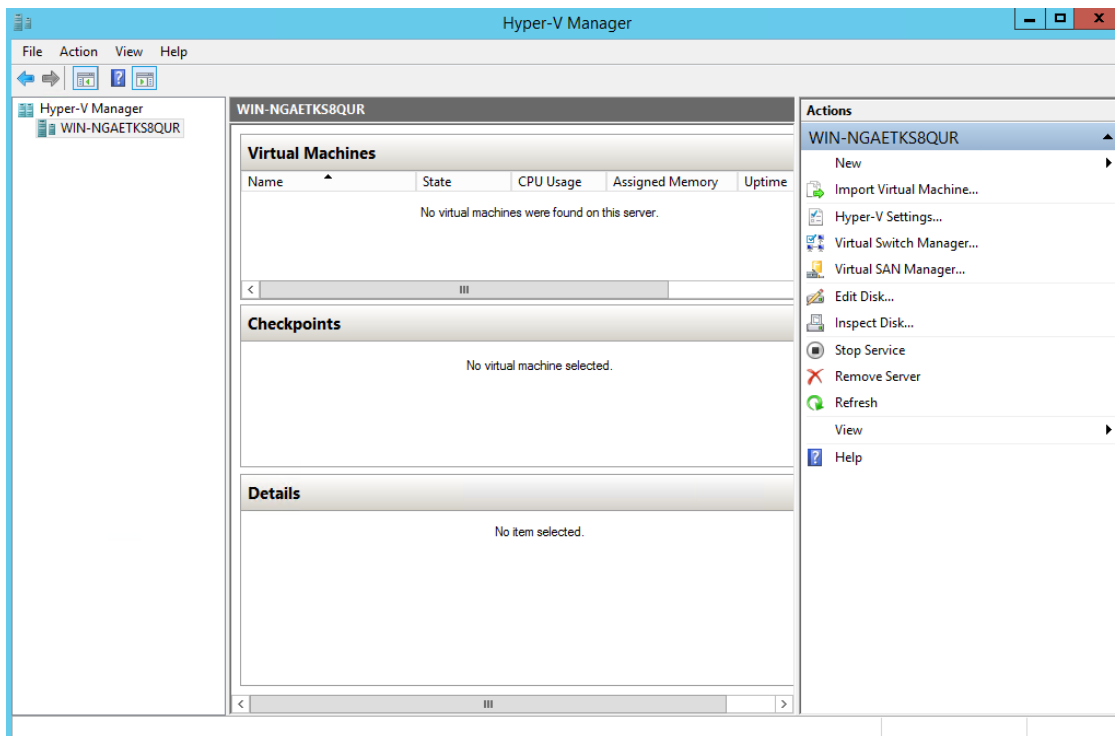 Hyper-V Manager
File Action View Help
Hyper-V Manager
WIN-NGAETKS8QUR
WIN-NGAETKS8QUR
Virtual Machines
Name State CPU Usage Assigned Memory Uptime
No virtual machines were found on this server.
Checkpoints
No virtual machine selected.
Details
No item selected.
Actions
WIN-NGAETKS8QUR
New
Import Virtual Machine...
Hyper-V Settings...
Virtual Switch Manager...
Virtual SAN Manager...
Edit Disk...
Inspect Disk...
Stop Service
Remove Server
Refresh
View
Help